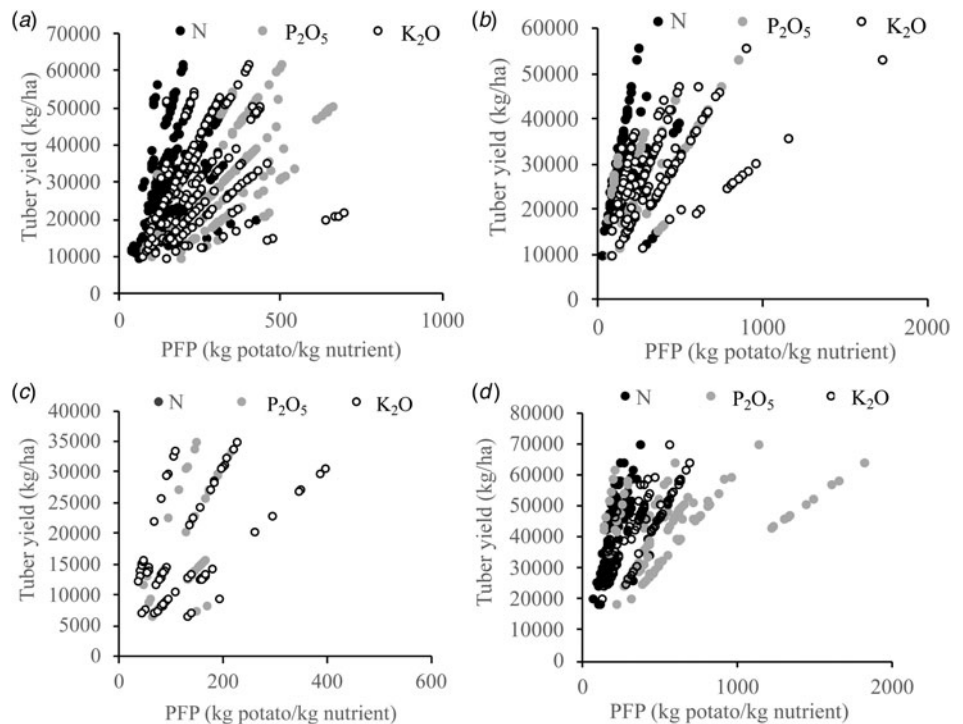 (a)
N P₂O₅ K₂O
Tuber yield (kg/ha)
70000
60000
50000
40000
30000
20000
10000
0
0 500 1000
PFP (kg potato/kg nutrient)
(b)
N P₂O₅ K₂O
Tuber yield (kg/ha)
60000
50000
40000
30000
20000
10000
0
0 1000 2000
PFP (kg potato/kg nutrient)
(c)
N P₂O₅ K₂O
Tuber yield (kg/ha)
40000
35000
30000
25000
20000
15000
10000
5000
0
0 200 400 600
PFP (kg potato/kg nutrient)
(d)
N P₂O₅ K₂O
Tuber yield (kg/ha)
80000
70000
60000
50000
40000
30000
20000
10000
0
0 1000 2000
PFP (kg potato/kg nutrient)